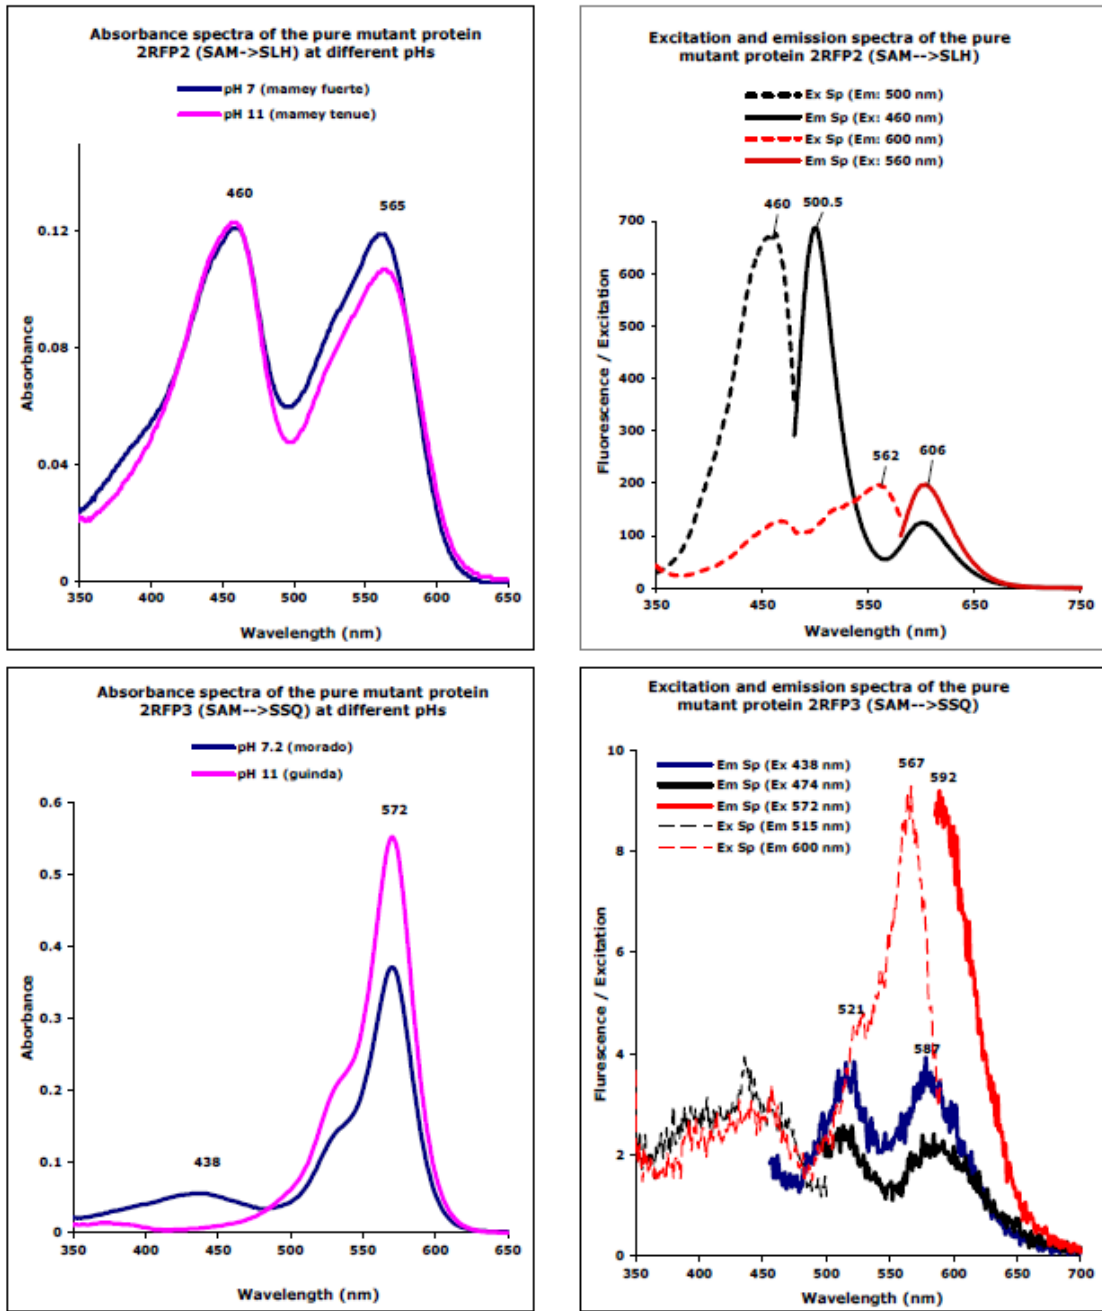 Absorbance spectra of the pure mutant protein
2RFP2 (SAM->SLH) at different pHs
pH 7 (mamey fuerte)
pH 11 (mamey tenue)
460
565
Absorbance
0.12
0.08
0.04
0
350 400 450 500 550 600 650
Wavelength (nm)
Excitation and emission spectra of the pure
mutant protein 2RFP2 (SAM-->SLH)
Ex Sp (Em: 500 nm)
Em Sp (Ex: 460 nm)
Ex Sp (Em: 600 nm)
Em Sp (Ex: 560 nm)
460
500.5
562
606
Fluorescence / Excitation
700
600
500
400
300
200
100
0
350 450 550 650 750
Wavelength (nm)
Absorbance spectra of the pure mutant protein
2RFP3 (SAM-->SSQ) at different pHs
pH 7.2 (morado)
pH 11 (guinda)
572
438
Aborbance
0.6
0.5
0.4
0.3
0.2
0.1
0
350 400 450 500 550 600 650
Wavelength (nm)
Excitation and emission spectra of the pure
mutant protein 2RFP3 (SAM-->SSQ)
Em Sp (Ex 438 nm)
Em Sp (Ex 474 nm)
Em Sp (Ex 572 nm)
Ex Sp (Em 515 nm)
Ex Sp (Em 600 nm)
567
592
521
587
Flurescence / Excitation
10
8
6
4
2
0
350 400 450 500 550 600 650 700
Wavelength (nm)